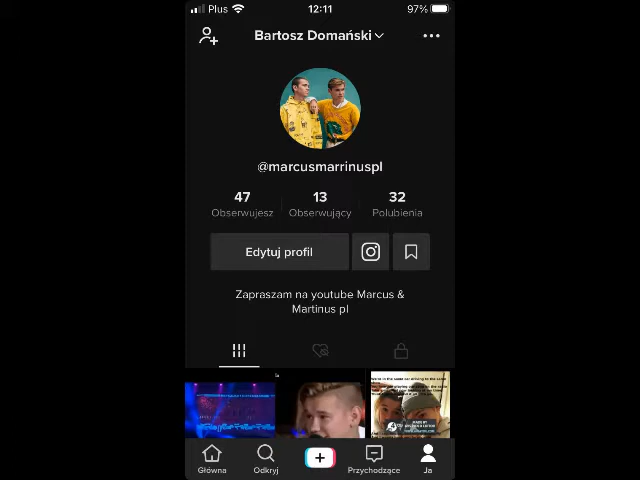 Plus
12:11
97%
Bartosz Domański
@marcusmarrinuspl
47 13 32
Obserwujesz Obserwujący Polubienia
Edytuj profil
Zapraszam na youtube Marcus &
Martinus pl
Główna Odkryj Przychodzące Ja